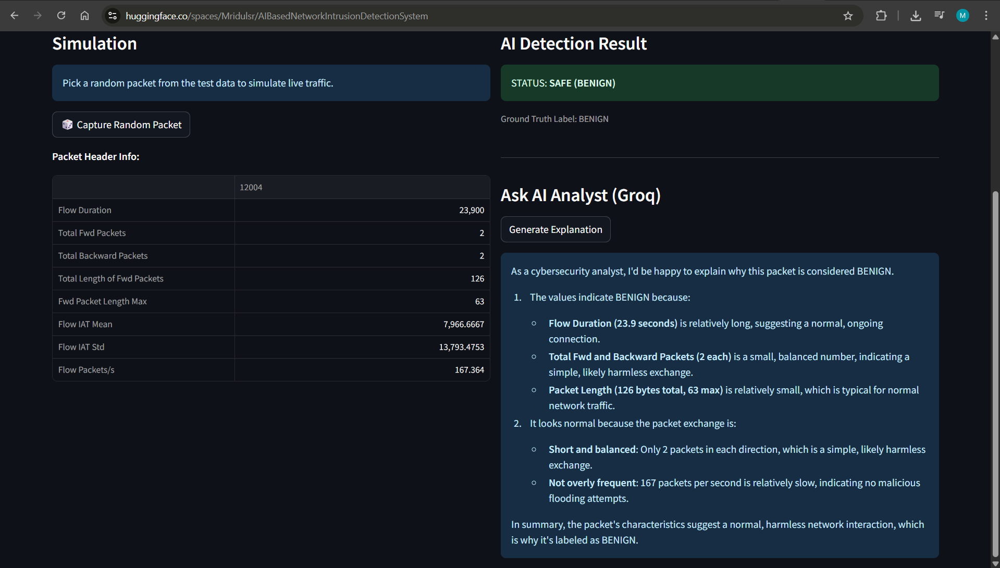 huggingface.co/spaces/Mridulsr/AIBasedNetworkIntrusionDetectionSystem
M
Simulation
Pick a random packet from the test data to simulate live traffic.
Capture Random Packet
Packet Header Info:
12004
Flow Duration 23,900
Total Fwd Packets 2
Total Backward Packets 2
Total Length of Fwd Packets 126
Fwd Packet Length Max 63
Flow IAT Mean 7,966.6667
Flow IAT Std 13,793.4753
Flow Packets/s 167.364
AI Detection Result
STATUS: SAFE (BENIGN)
Ground Truth Label: BENIGN
Ask AI Analyst (Groq)
Generate Explanation
As a cybersecurity analyst, I'd be happy to explain why this packet is considered BENIGN.
1. The values indicate BENIGN because:
Flow Duration (23.9 seconds) is relatively long, suggesting a normal, ongoing
connection.
Total Fwd and Backward Packets (2 each) is a small, balanced number, indicating a
simple, likely harmless exchange.
Packet Length (126 bytes total, 63 max) is relatively small, which is typical for normal
network traffic.
2. It looks normal because the packet exchange is:
Short and balanced: Only 2 packets in each direction, which is a simple, likely harmless
exchange.
Not overly frequent: 167 packets per second is relatively slow, indicating no malicious
flooding attempts.
In summary, the packet's characteristics suggest a normal, harmless network interaction, which
is why it's labeled as BENIGN.